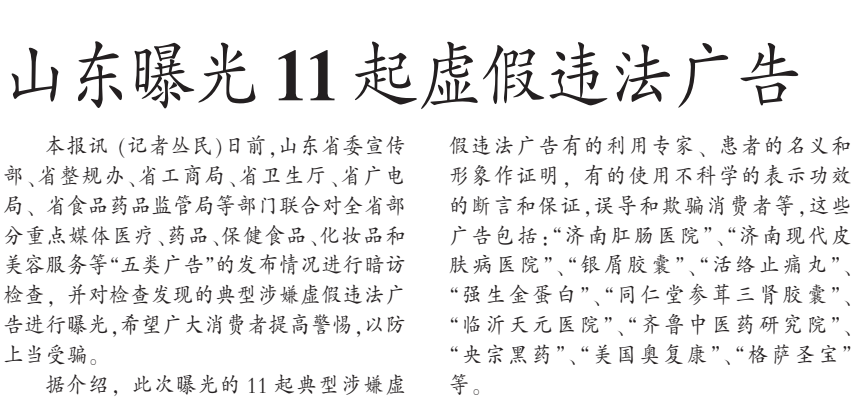 山东曝光11起虚假违法广告
本报讯 (记者丛民)日前,山东省委宣传
部、省整规办、省工商局、省卫生厅、省广电
局、省食品药品监管局等部门联合对全省部
分重点媒体医疗、药品、保健食品、化妆品和
美容服务等“五类广告”的发布情况进行暗访
检查，并对检查发现的典型涉嫌虚假违法广
告进行曝光,希望广大消费者提高警惕,以防
上当受骗。
据介绍，此次曝光的11起典型涉嫌虚
假违法广告有的利用专家、患者的名义和
形象作证明，有的使用不科学的表示功效
的断言和保证,误导和欺骗消费者等,这些
广告包括:“济南肛肠医院”、“济南现代皮
肤病医院”、“银屑胶囊”、“活络止痛丸”、
“强生金蛋白”、“同仁堂参茸三肾胶囊”、
“临沂天元医院”、“齐鲁中医药研究院”、
“央宗黑药”、“美国奥复康”、“格萨圣宝”
等。